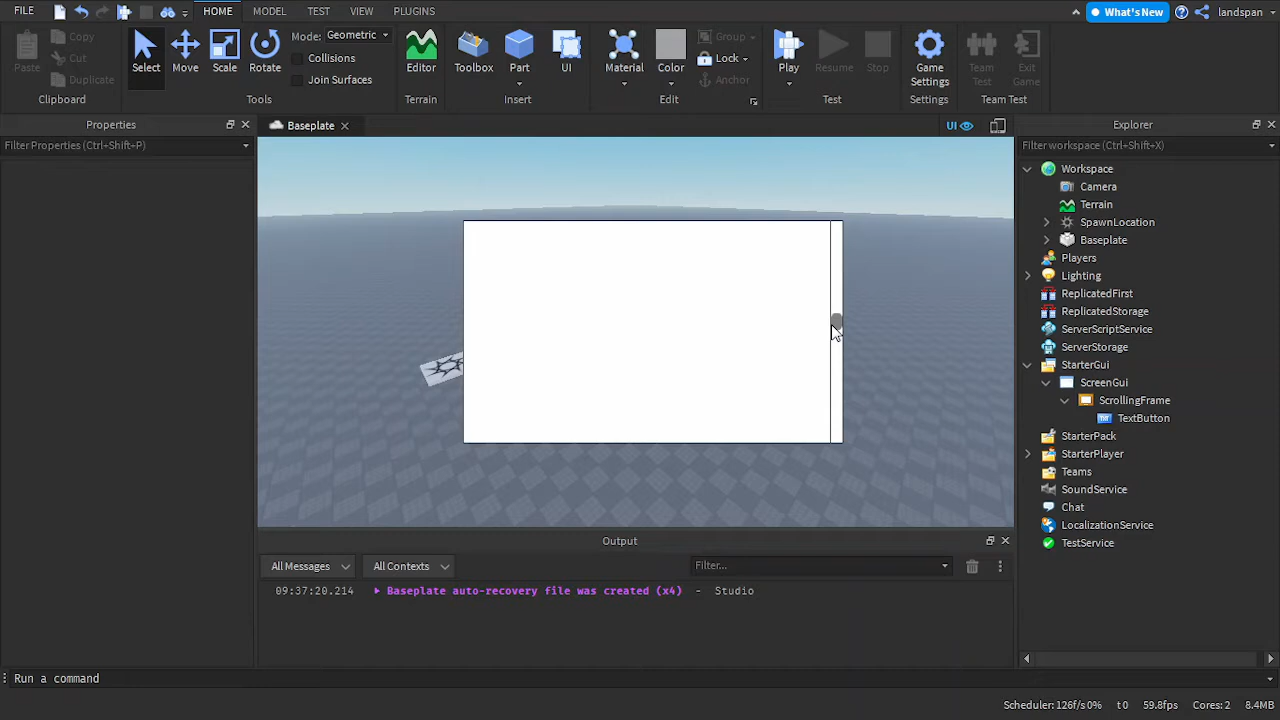 FILE HOME MODEL TEST VIEW PLUGINS What's New landspan
Paste Copy Cut Duplicate
Clipboard
Select Move Scale Rotate
Mode: Geometric
Collisions
Join Surfaces
Tools
Editor
Terrain
Toolbox Part UI
Insert
Material Color
Group
Lock
Anchor
Edit
Play Resume Stop
Test
Game Settings
Settings
Team Test
Exit Game
Team Test
Properties
Filter Properties (Ctrl+Shift+P)
Baseplate
UI
Explorer
Filter workspace (Ctrl+Shift+X)
Workspace
Camera
Terrain
SpawnLocation
Baseplate
Players
Lighting
ReplicatedFirst
ReplicatedStorage
ServerScriptService
ServerStorage
StarterGui
ScreenGui
ScrollingFrame
TextButton
StarterPack
StarterPlayer
Teams
SoundService
Chat
LocalizationService
TestService
Output
All Messages All Contexts Filter...
09:37:20.214 Baseplate auto-recovery file was created (x4) - Studio
Run a command
Scheduler:126f/s0% t0 59.8fps Cores: 2 8.4MB